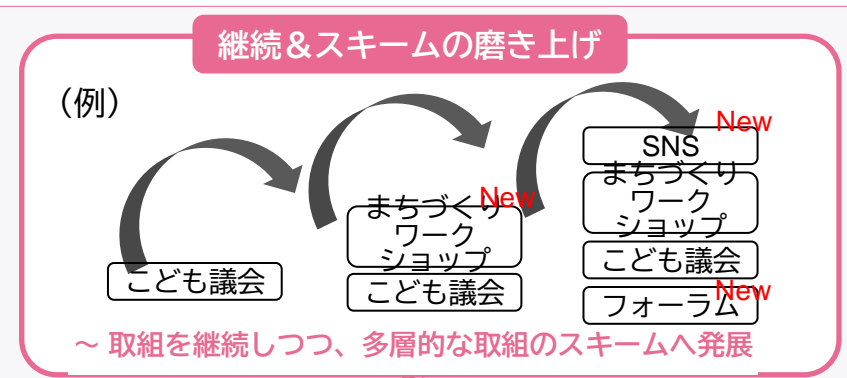 継続＆スキームの磨き上げ
（例）
こども議会
New
まちづくり
ワーク
ショップ
こども議会
New
SNS
まちづくり
ワーク
ショップ
こども議会
New
フォーラム
～ 取組を継続しつつ、多層的な取組のスキームへ発展